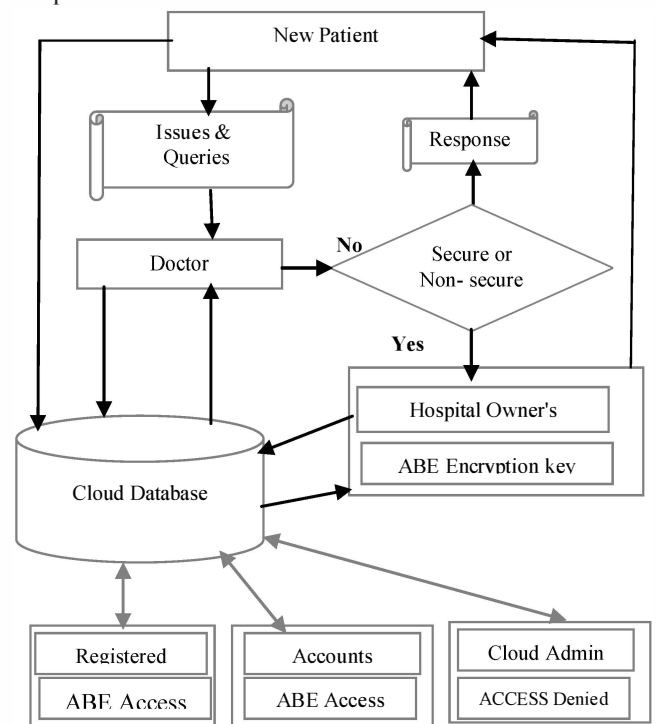 New Patient
Issues &
Queries
Response
No
Doctor
Secure or
Non- secure
Yes
Hospital Owner's
ABE Encryption key
Cloud Database
Registered
ABE Access
Accounts
ABE Access
Cloud Admin
ACCESS Denied